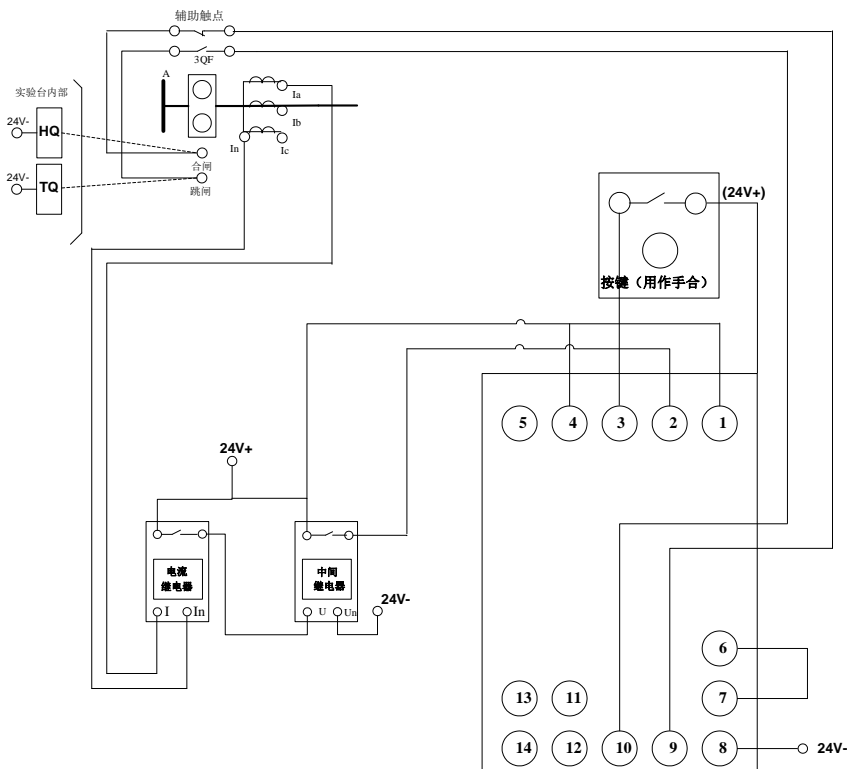 辅助触点
3QF
A
实验台内部
Ia
24V-
HQ
Ib
In
Ic
合闸
24V-
TQ
跳闸
(24V+)
按键（用作手合）
5
4
3
2
1
24V+
电流
继电器
中间
继电器
24V-
I
In
U
Un
6
13
11
7
14
12
10
9
8
24V-